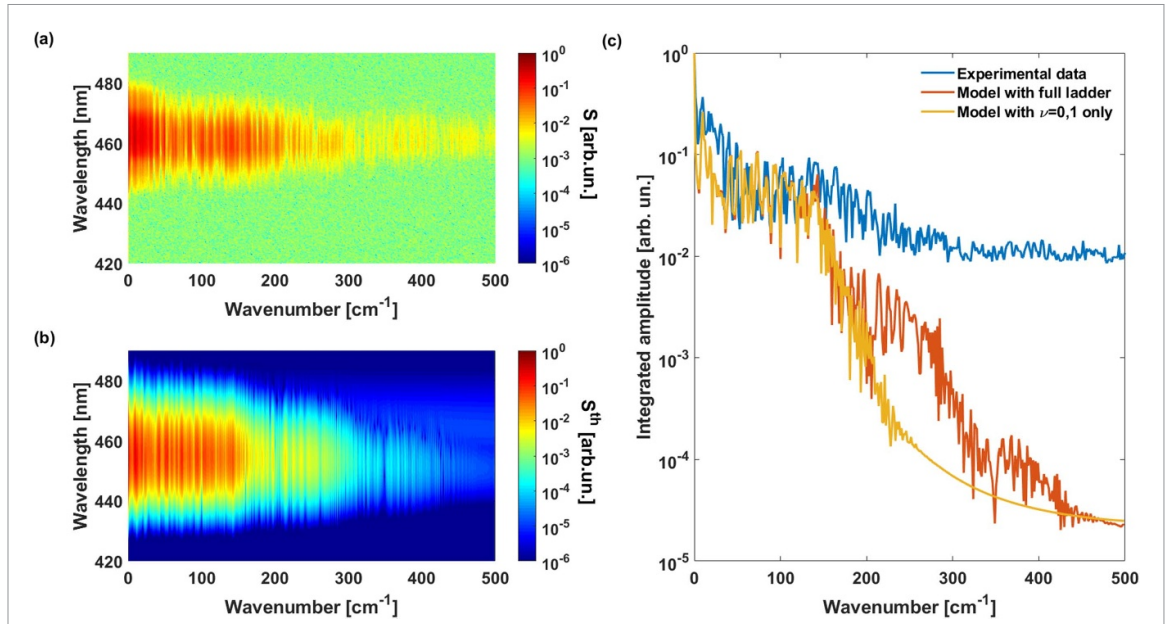 (a)
Wavelength [nm]
480
460
440
420
0 100 200 300 400 500
Wavenumber [cm⁻¹]
10⁰
10⁻¹
10⁻²
10⁻³
10⁻⁴
10⁻⁵
10⁻⁶
S [arb.un.]
(b)
Wavelength [nm]
480
460
440
420
0 100 200 300 400 500
Wavenumber [cm⁻¹]
10⁰
10⁻¹
10⁻²
10⁻³
10⁻⁴
10⁻⁵
10⁻⁶
Sᵗʰ [arb.un.]
(c)
Integrated amplitude [arb. un.]
10⁰
10⁻¹
10⁻²
10⁻³
10⁻⁴
10⁻⁵
Experimental data
Model with full ladder
Model with ν=0,1 only
0 100 200 300 400 500
Wavenumber [cm⁻¹]